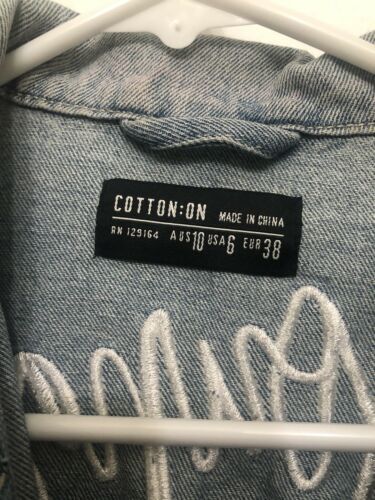 COTTON:ON MADE IN CHINA
RN 129164 AUS10 USA6 EUR38